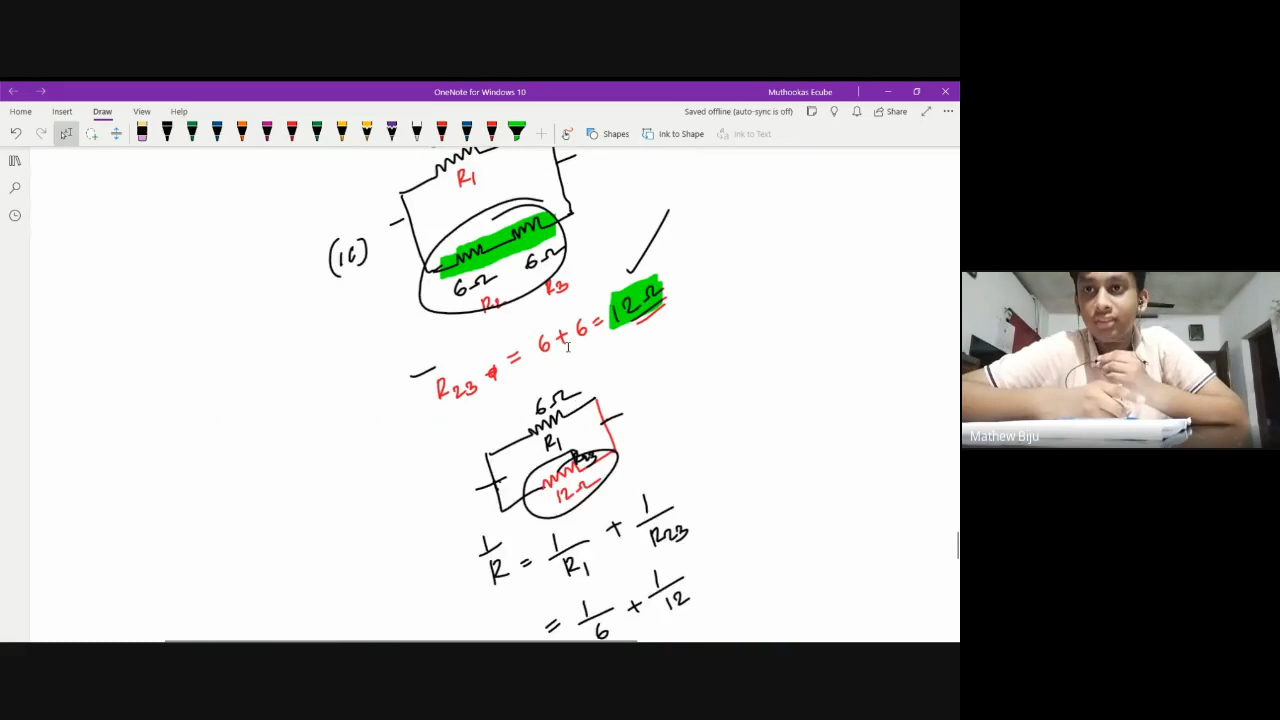 OneNote for Windows 10
Muthookas Ecube
Home Insert Draw View Help
Saved offline (auto-sync is off)
Share
Shapes Ink to Shape Ink to Text
R1
(16)
6Ω 6Ω
R2 R3
R23 = 6 + 6 = 12Ω
6Ω
R1
R23
12Ω
1/R = 1/R1 + 1/R23
= 1/6 + 1/12
Mathew Biju